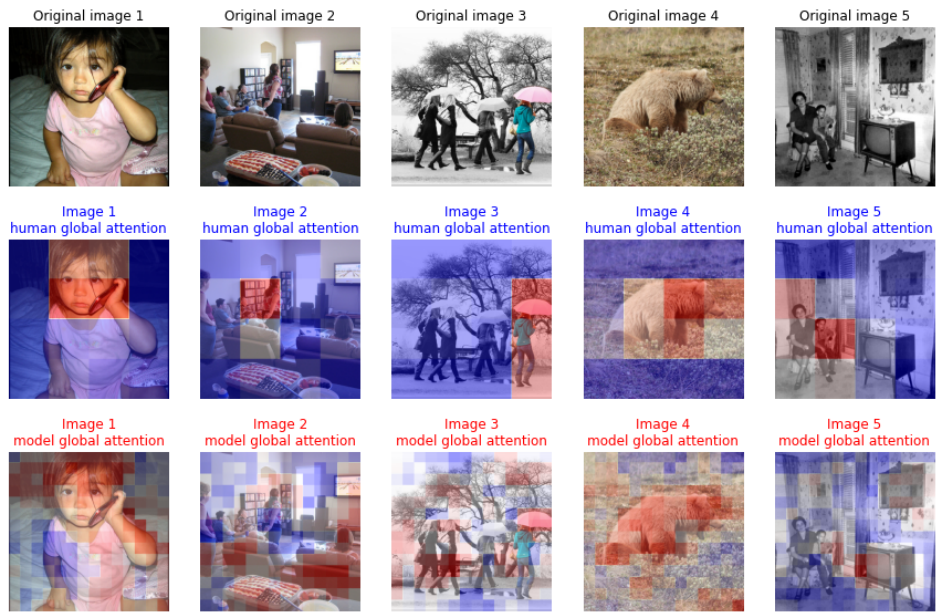 Original image 1
Original image 2
Original image 3
Original image 4
Original image 5
Image 1
human global attention
Image 2
human global attention
Image 3
human global attention
Image 4
human global attention
Image 5
human global attention
Image 1
model global attention
Image 2
model global attention
Image 3
model global attention
Image 4
model global attention
Image 5
model global attention